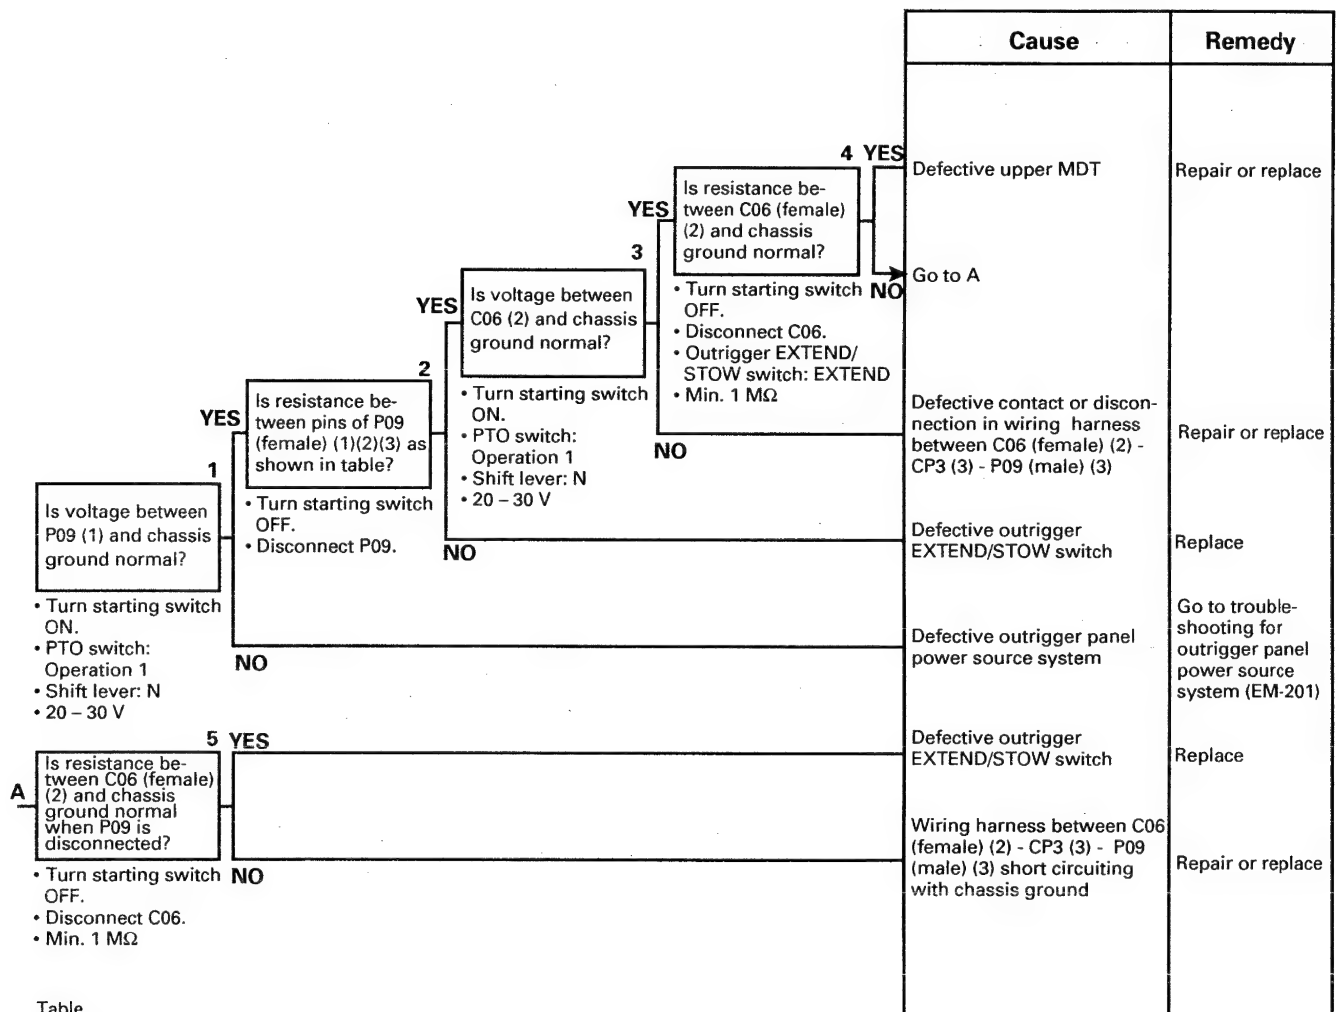 Cause
Remedy
4 YES
Is resistance be-
tween C06 (female)
(2) and chassis
ground normal?
• Turn starting switch
OFF.
• Disconnect C06.
• Outrigger EXTEND/
STOW switch: EXTEND
• Min. 1 MΩ
NO
Defective upper MDT
Repair or replace
Go to A
YES
3
Is voltage between
C06 (2) and chassis
ground normal?
• Turn starting switch
ON.
• PTO switch:
Operation 1
• Shift lever: N
• 20 – 30 V
NO
Defective contact or discon-
nection in wiring harness
between C06 (female) (2) -
CP3 (3) - P09 (male) (3)
Repair or replace
YES
2
Is resistance be-
tween pins of P09
(female) (1)(2)(3) as
shown in table?
• Turn starting switch
OFF.
• Disconnect P09.
NO
Defective outrigger
EXTEND/STOW switch
Replace
YES
1
Is voltage between
P09 (1) and chassis
ground normal?
• Turn starting switch
ON.
• PTO switch:
Operation 1
• Shift lever: N
• 20 – 30 V
NO
Defective outrigger panel
power source system
Go to trouble-
shooting for
outrigger panel
power source
system (EM-201)
5 YES
A
Is resistance be-
tween C06 (female)
(2) and chassis
ground normal
when P09 is
disconnected?
• Turn starting switch
OFF.
• Disconnect C06.
• Min. 1 MΩ
NO
Defective outrigger
EXTEND/STOW switch
Replace
Wiring harness between C06
(female) (2) - CP3 (3) - P09
(male) (3) short circuiting
with chassis ground
Repair or replace
Table